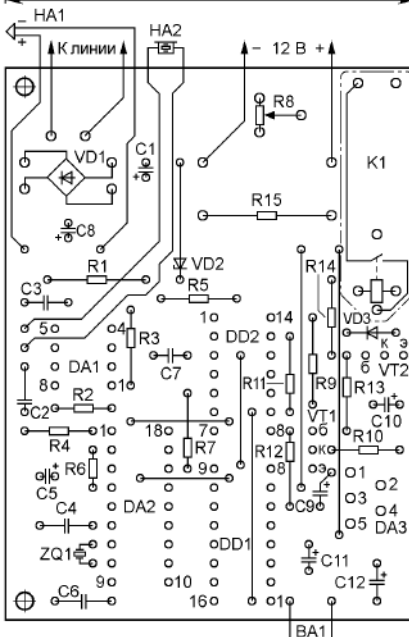 HA1
HA2
К линии
– 12 В +
VD1
C1
R8
K1
C8
R15
R1
VD2
R14
C3
R5
5
4
1
14
VD3
R3
DD2
К Э
DA1
C7
б
VT2
8
1
R11
R9
R13
R2
C2
C10
VT1
R4
1
18
7
8
б
R10
R7
R12
К
R6
9
8
Э
1
C5
2
C9
3
DA2
C4
5
DA3
DD1
ZQ1
C11
C12
9
10
C6
16
1
BA1